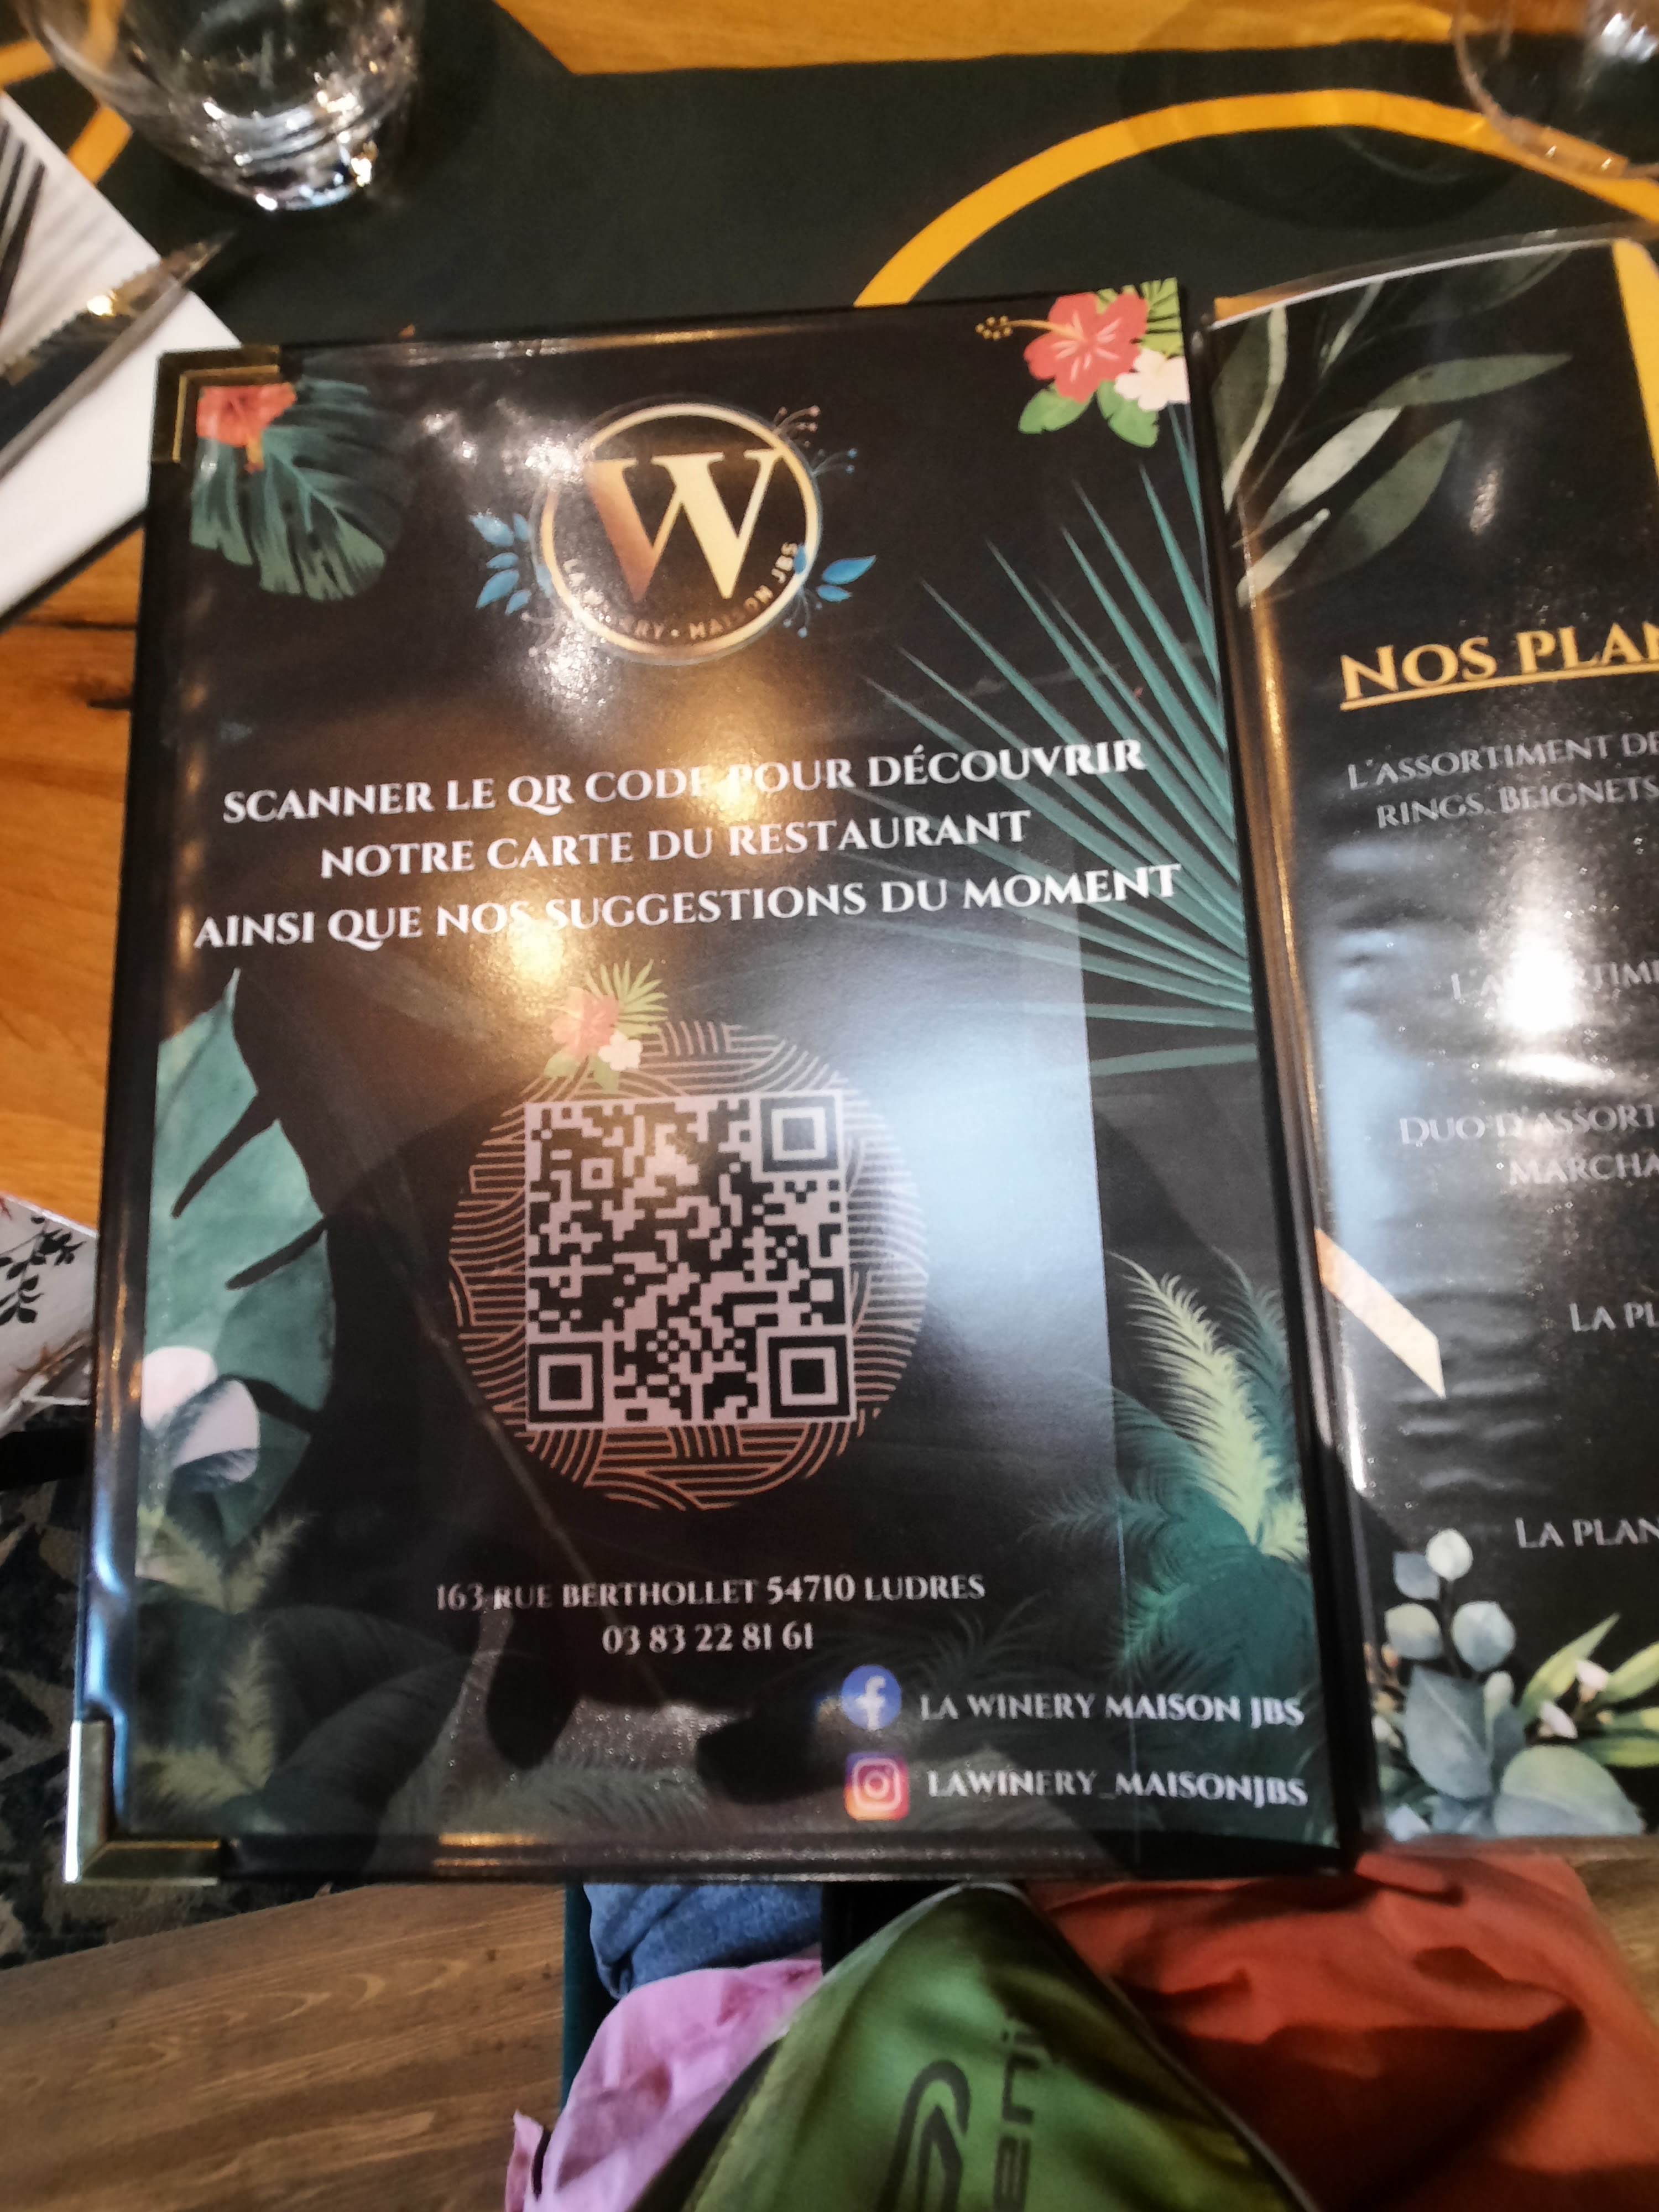 W
MAISON JBS
SCANNER LE QR CODE POUR DÉCOUVRIR
NOTRE CARTE DU RESTAURANT
AINSI QUE NOS SUGGESTIONS DU MOMENT
163 RUE BERTHOLLET 54710 LUDRES
03 83 22 81 61
LA WINERY MAISON JBS
LAWINERY_MAISONJBS
NOS PLAN
L'ASSORTIMENT DE
RINGS, BEIGNETS
DUO D'ASSORT
MARCHA
LA PL
LA PLAN